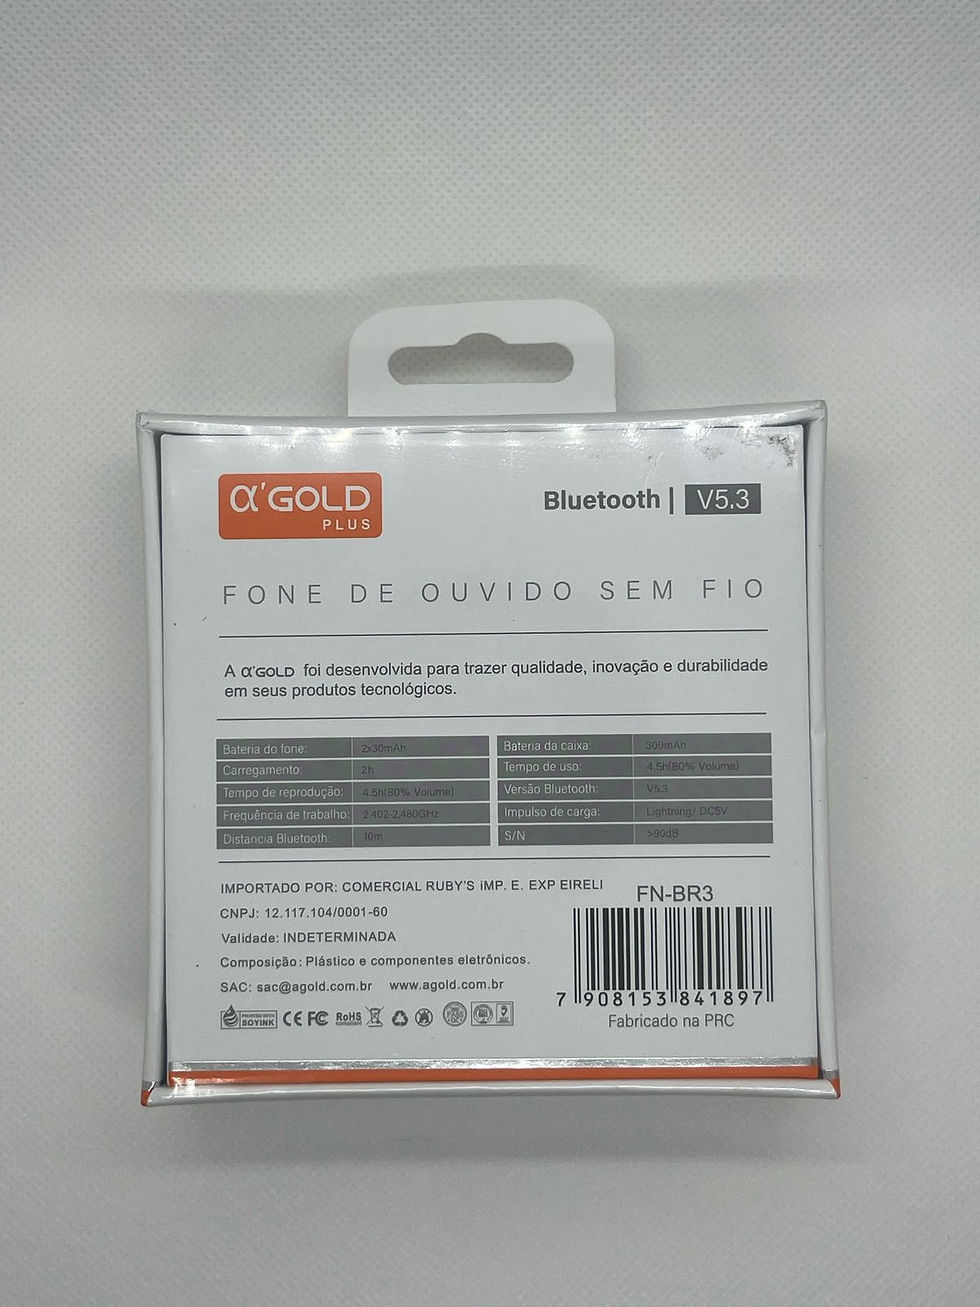 α'GOLD
PLUS
Bluetooth | V5.3
FONE DE OUVIDO SEM FIO
A α'GOLD foi desenvolvida para trazer qualidade, inovação e durabilidade
em seus produtos tecnológicos.
Bateria do fone: 2x30mAh
Carregamento: 2h
Tempo de reprodução: 4.5h(80% Volume)
Frequência de trabalho: 2.402-2,480GHz
Distancia Bluetooth: 10m
Bateria da caixa: 300mAh
Tempo de uso: 4.5h(80% Volume)
Versão Bluetooth: V5.3
Impulso de carga: Lightning/ DC5V
S/N >90dB
IMPORTADO POR: COMERCIAL RUBY'S iMP. E. EXP EIRELI
CNPJ: 12.117.104/0001-60
Validade: INDETERMINADA
Composição: Plástico e componentes eletrônicos.
SAC: sac@agold.com.br www.agold.com.br
PRINTED WITH
SOYINK
CE FC RoHS
FN-BR3
7 908153 841897
Fabricado na PRC